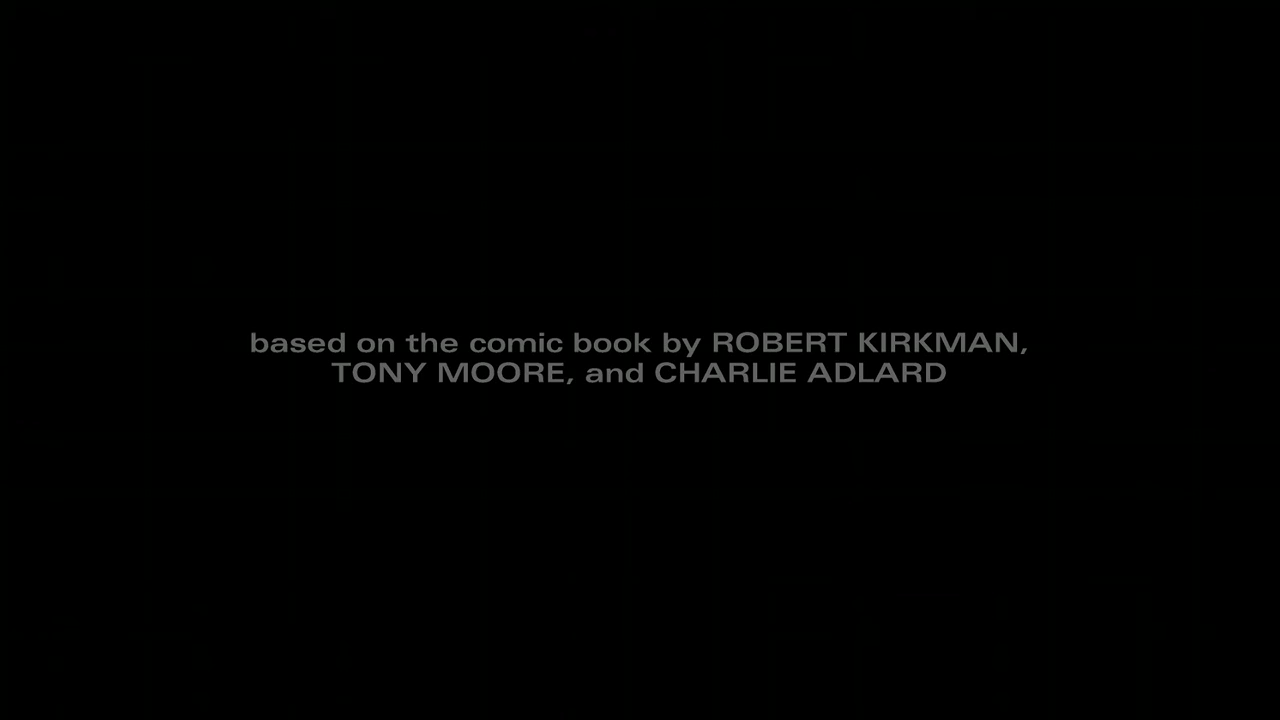 based on the comic book by ROBERT KIRKMAN,
TONY MOORE, and CHARLIE ADLARD